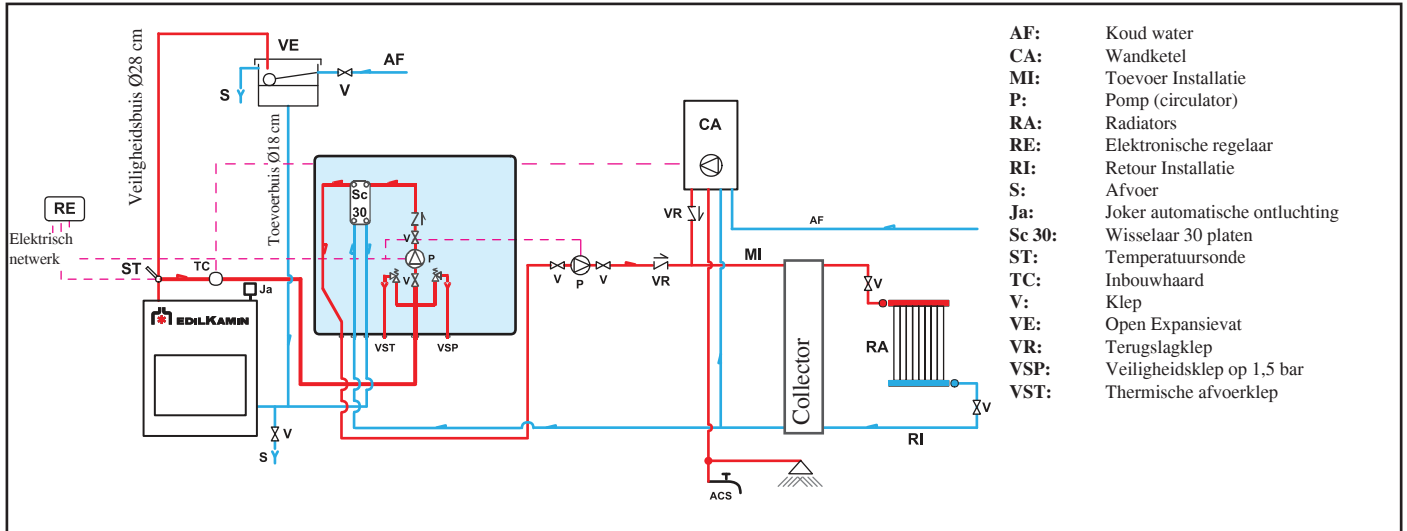 Veiligheidsbuis Ø28 cm
VE
AF
S
V
Toevoerbuis Ø18 cm
RE
Elektrisch
netwerk
ST
TC
Ja
EDILKAMIN
V
S
Sc
30
V
P
V
VST
VSP
CA
VR
AF
V
P
V
VR
MI
Collector
V
RA
V
RI
ACS
AF: Koud water
CA: Wandketel
MI: Toevoer Installatie
P: Pomp (circulator)
RA: Radiators
RE: Elektronische regelaar
RI: Retour Installatie
S: Afvoer
Ja: Joker automatische ontluchting
Sc 30: Wisselaar 30 platen
ST: Temperatuursonde
TC: Inbouwhaard
V: Klep
VE: Open Expansievat
VR: Terugslagklep
VSP: Veiligheidsklep op 1,5 bar
VST: Thermische afvoerklep